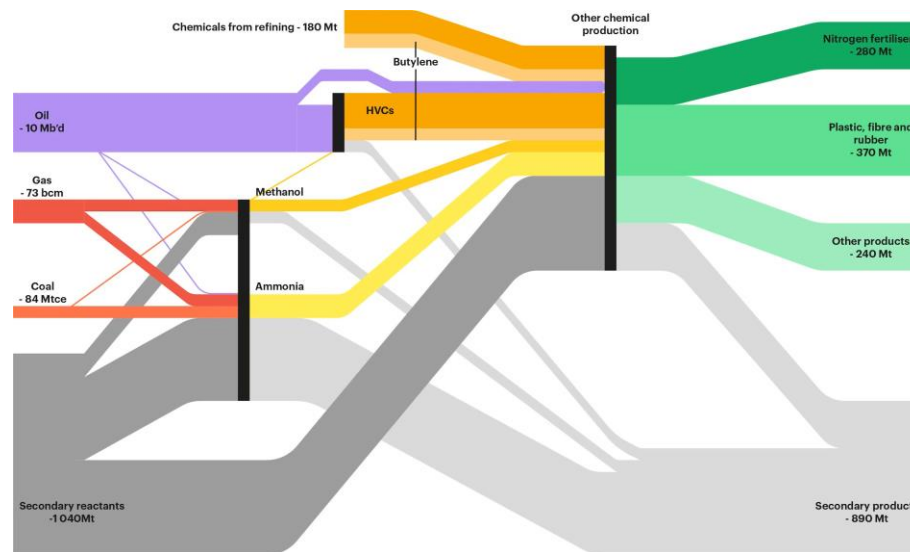 Chemicals from refining - 180 Mt
Other chemical
production
Nitrogen fertiliser
- 280 Mt
Butylene
Oil
- 10 Mb'd
HVCs
Plastic, fibre and
rubber
- 370 Mt
Gas
- 73 bcm
Methanol
Other products
- 240 Mt
Coal
- 84 Mtce
Ammonia
Secondary reactants
-1 040Mt
Secondary product
- 890 Mt